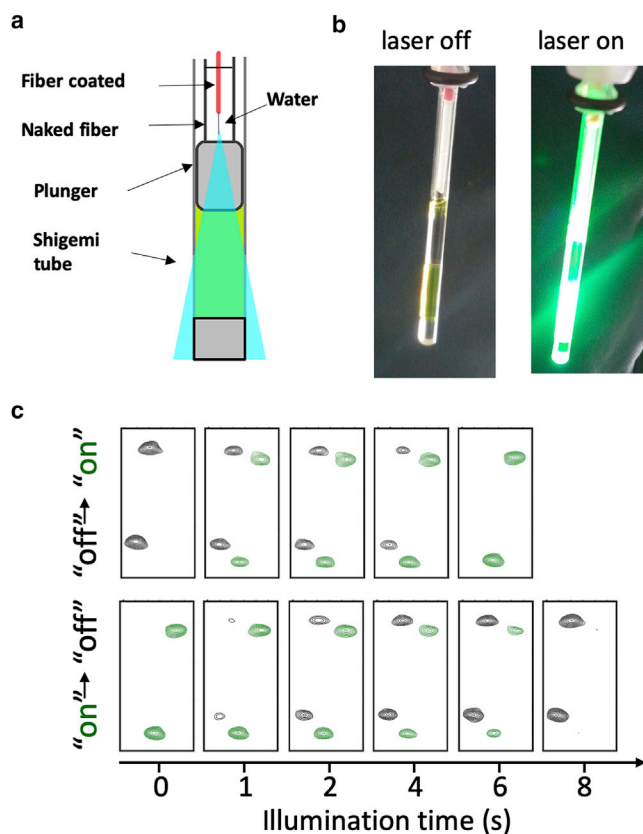 a
Fiber coated
Water
Naked fiber
Plunger
Shigemi
tube
b
laser off
laser on
c
"off"→"on"
"on"→"off"
0 1 2 4 6 8
Illumination time (s)